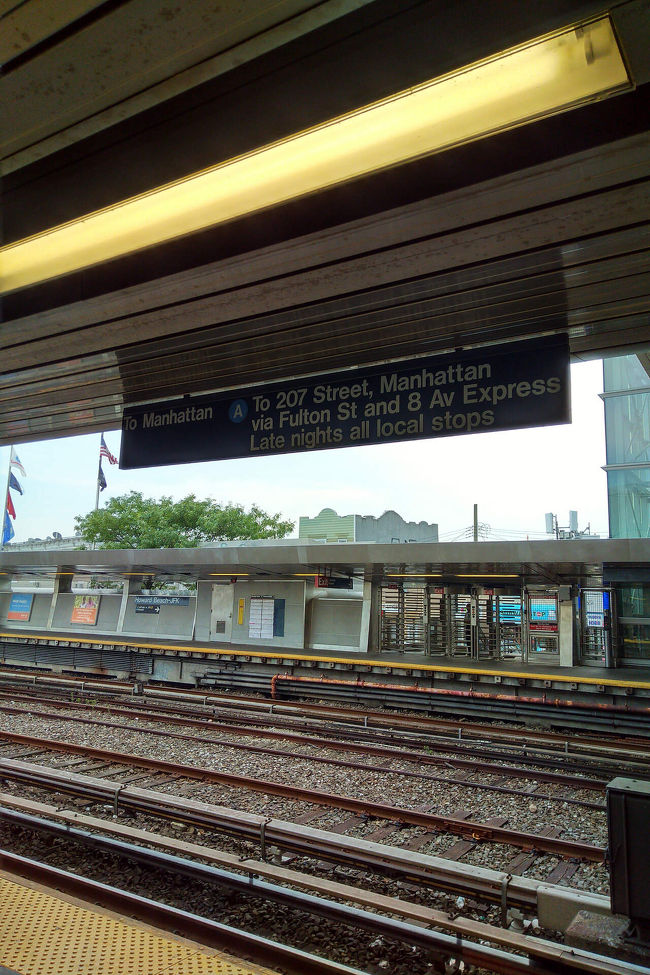 To Manhattan
A
To 207 Street, Manhattan
via Fulton St and 8 Av Express
Late nights all local stops
Exit
Howard Beach-JFK